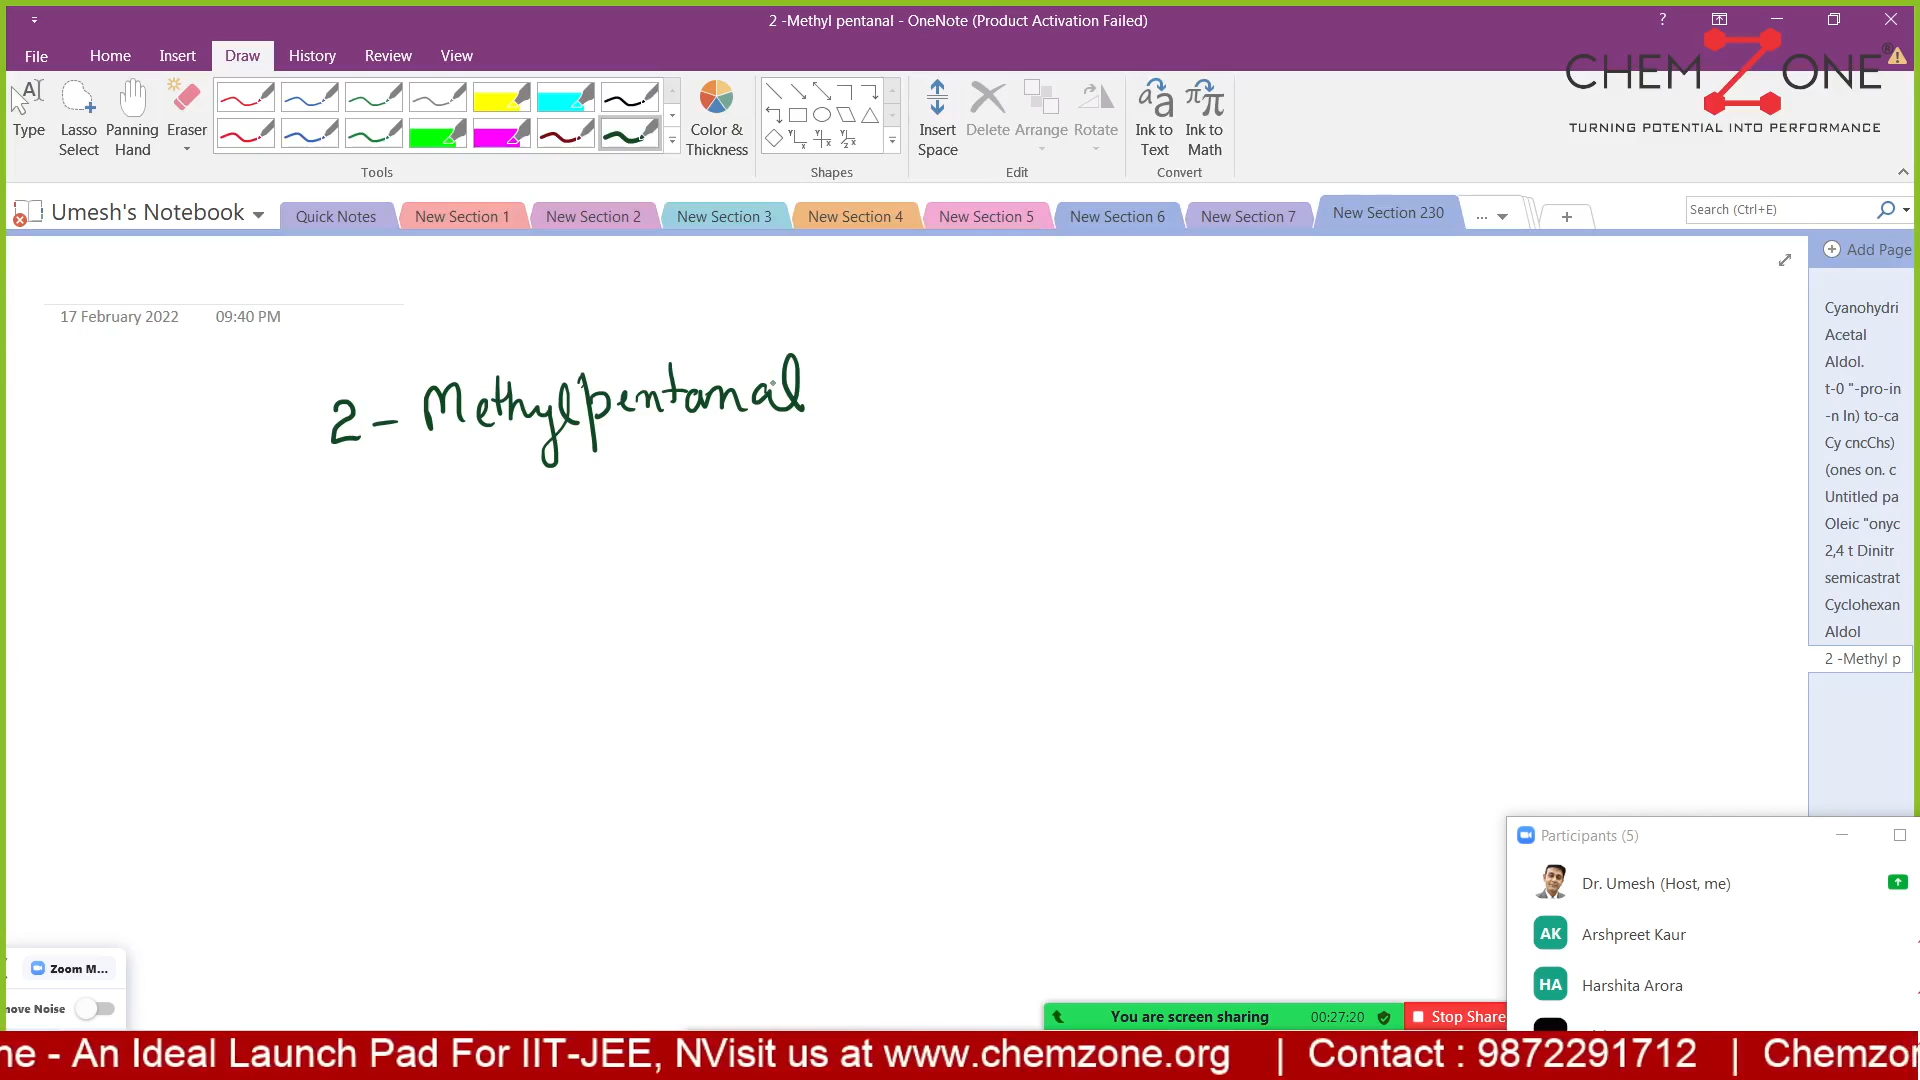 2 -Methyl pentanal - OneNote (Product Activation Failed)
?
File Home Insert Draw History Review View
CHEMZONE®
TURNING POTENTIAL INTO PERFORMANCE
Type
Lasso Select
Panning Hand
Eraser
Color & Thickness
Insert Space
Delete
Arrange
Rotate
Ink to Text
Ink to Math
Tools
Shapes
Edit
Convert
Umesh's Notebook
Quick Notes
New Section 1
New Section 2
New Section 3
New Section 4
New Section 5
New Section 6
New Section 7
New Section 230
...
Search (Ctrl+E)
Add Page
17 February 2022 09:40 PM
2 - Methylpentanal
Cyanohydri
Acetal
Aldol.
t-0 "-pro-in
-n In) to-ca
Cy cncChs)
(ones on. c
Untitled pa
Oleic "onyc
2,4 t Dinitr
semicastrat
Cyclohexan
Aldol
2 -Methyl p
Participants (5)
Dr. Umesh (Host, me)
AK Arshpreet Kaur
HA Harshita Arora
Zoom M...
nove Noise
You are screen sharing 00:27:20 Stop Share
ne - An Ideal Launch Pad For IIT-JEE, NVisit us at www.chemzone.org | Contact : 9872291712 | Chemzor